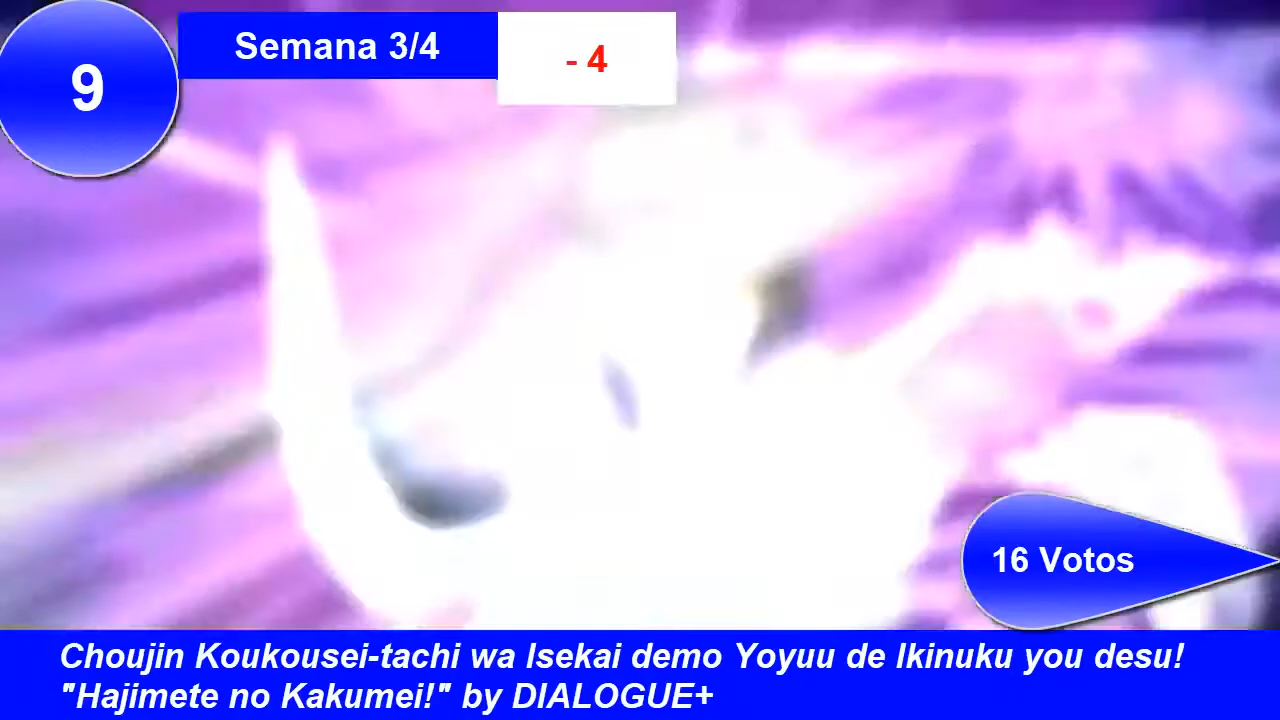 9
Semana 3/4
- 4
16 Votos
Choujin Koukousei-tachi wa Isekai demo Yoyuu de Ikinuku you desu!
"Hajimete no Kakumei!" by DIALOGUE+